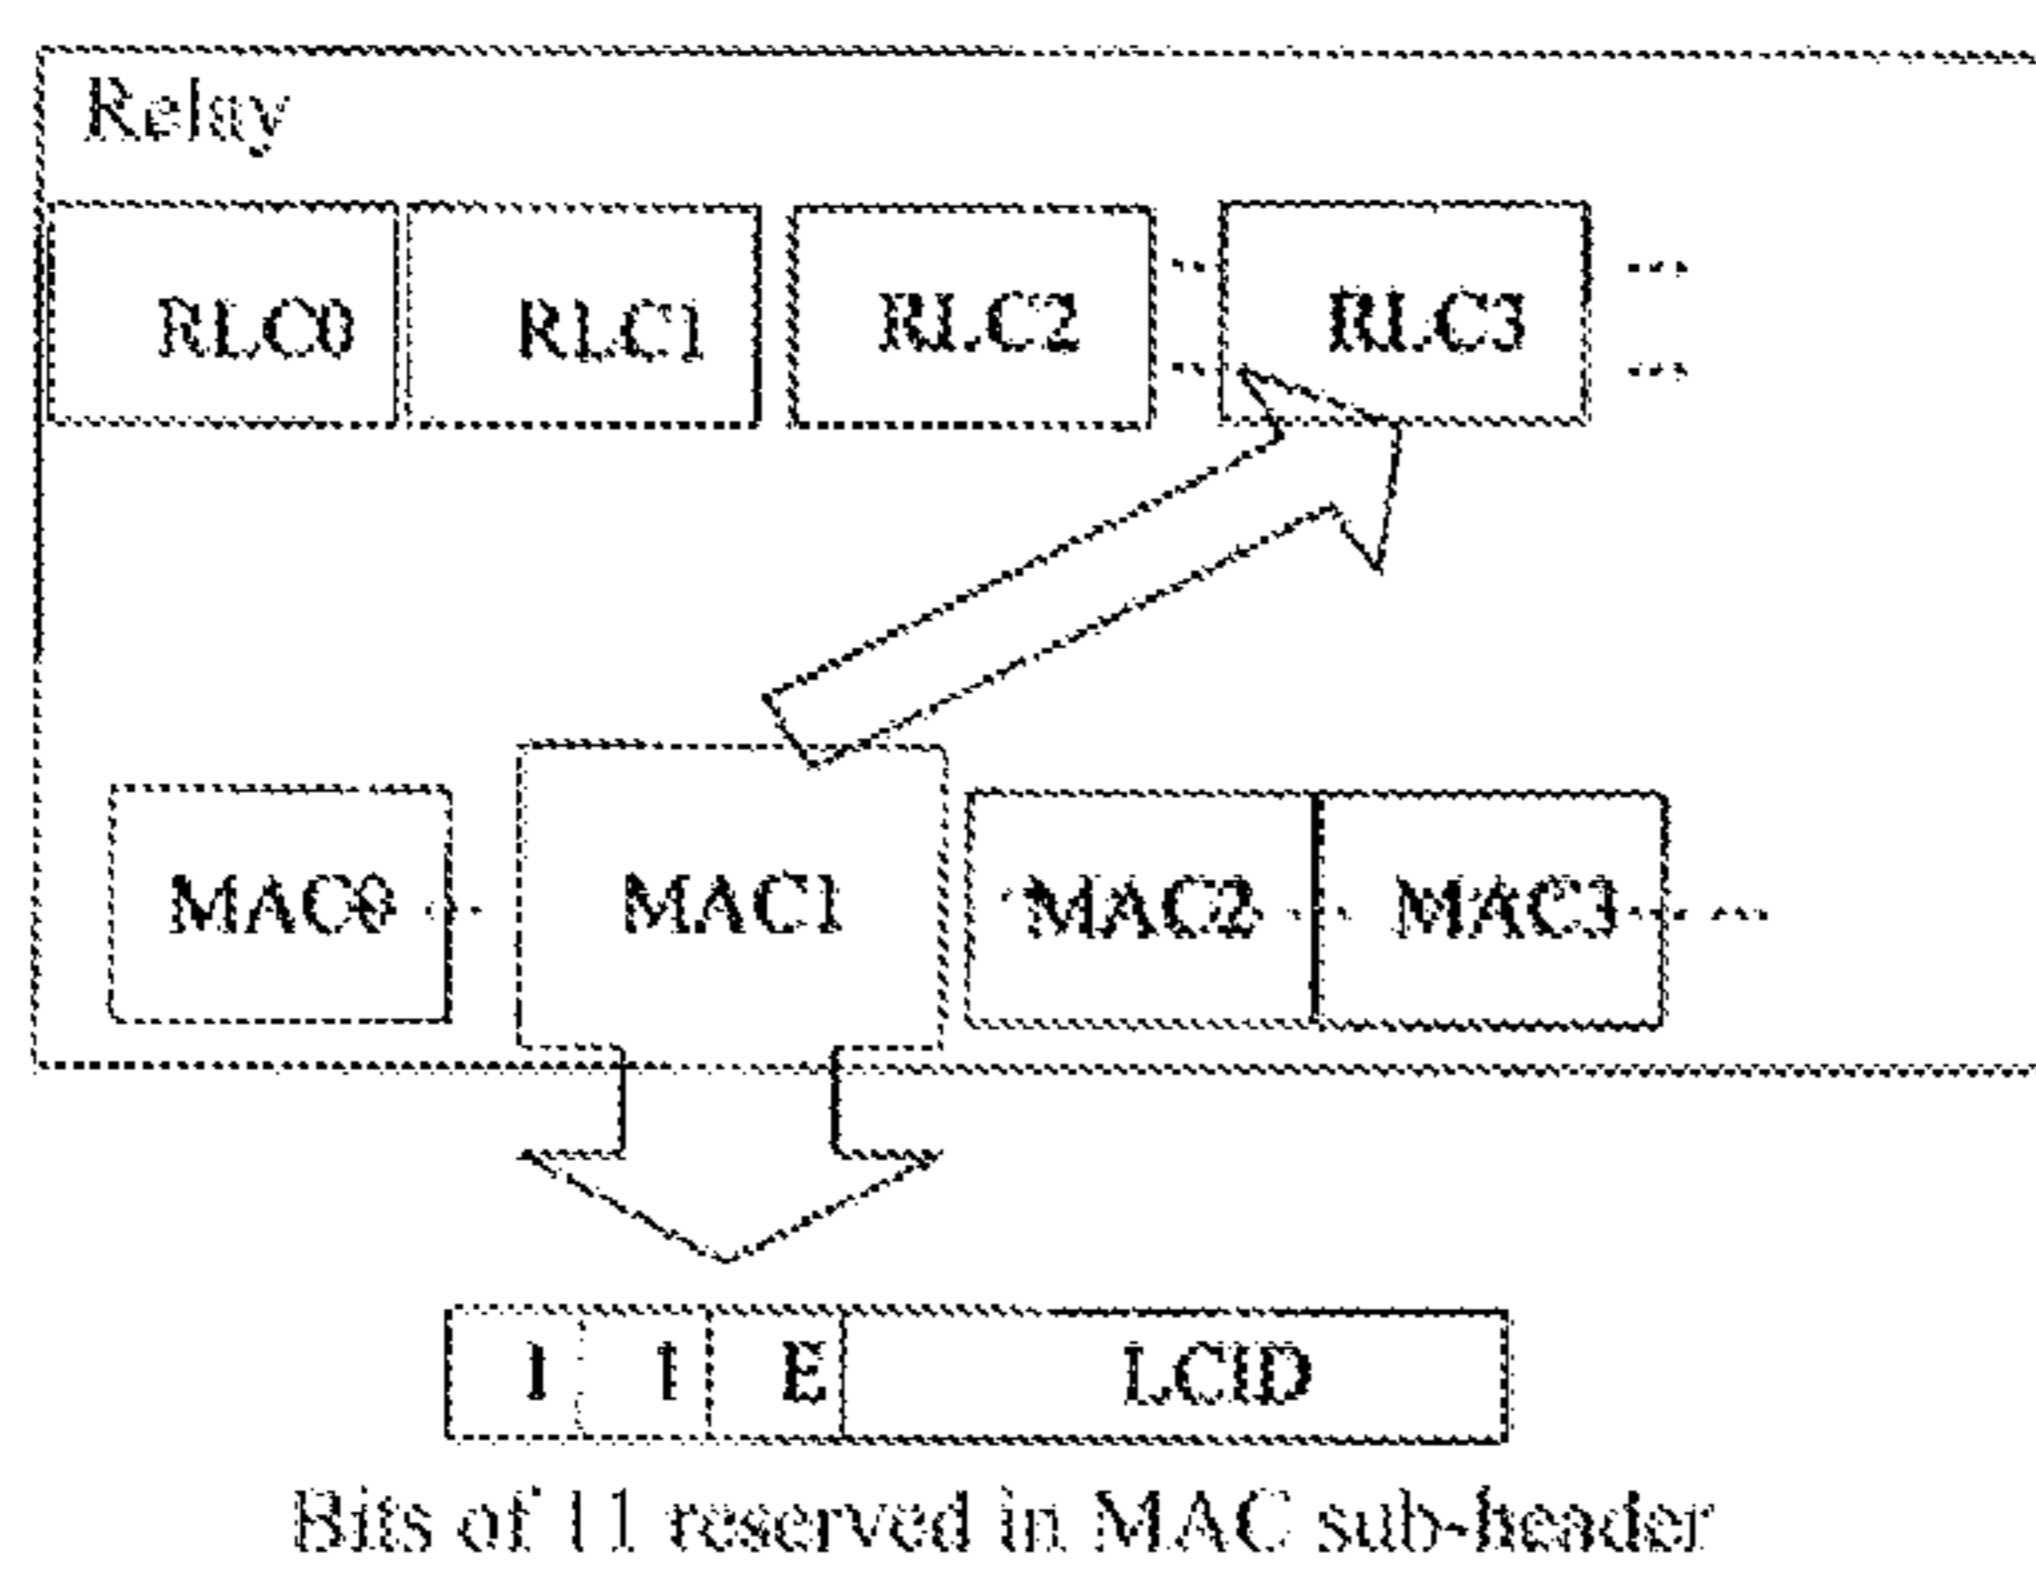 Relay
RLC0 RLC1 RLC2 ... RLC3 ...
... ...
MAC0 ... MAC1 ... MAC2 ... MAC3 ... ...
1 1 E LCID
Bits of 11 reserved in MAC sub-header